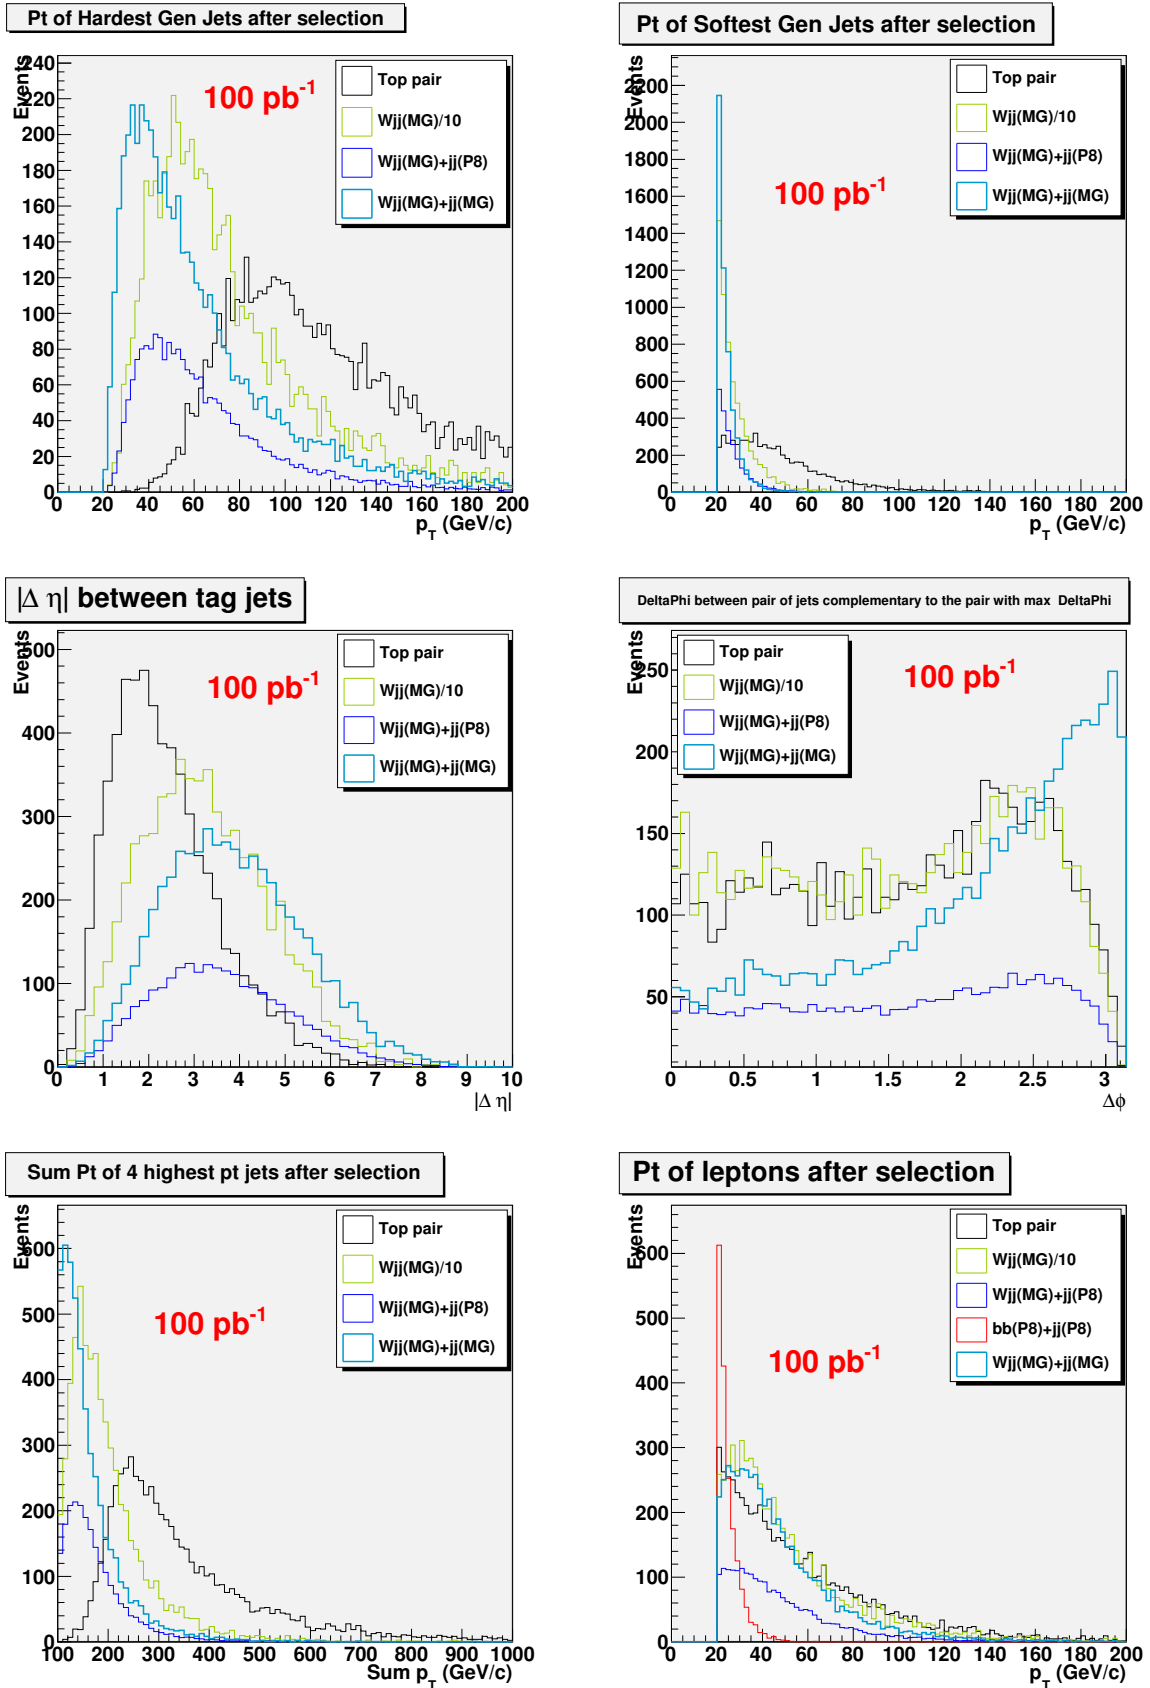 Pt of Hardest Gen Jets after selection
Events
240
220
200
180
160
140
120
100
80
60
40
20
0
100 pb-1
Top pair
Wjj(MG)/10
Wjj(MG)+jj(P8)
Wjj(MG)+jj(MG)
0 20 40 60 80 100 120 140 160 180 200
pT (GeV/c)
Pt of Softest Gen Jets after selection
Events
2200
2000
1800
1600
1400
1200
1000
800
600
400
200
0
100 pb-1
Top pair
Wjj(MG)/10
Wjj(MG)+jj(P8)
Wjj(MG)+jj(MG)
0 20 40 60 80 100 120 140 160 180 200
pT (GeV/c)
|Δ η| between tag jets
Events
500
400
300
200
100
0
100 pb-1
Top pair
Wjj(MG)/10
Wjj(MG)+jj(P8)
Wjj(MG)+jj(MG)
0 1 2 3 4 5 6 7 8 9 10
|Δ η|
DeltaPhi between pair of jets complementary to the pair with max DeltaPhi
Events
250
200
150
100
50
Top pair
Wjj(MG)/10
Wjj(MG)+jj(P8)
Wjj(MG)+jj(MG)
100 pb-1
0 0.5 1 1.5 2 2.5 3
Δϕ
Sum Pt of 4 highest pt jets after selection
Events
600
500
400
300
200
100
0
100 pb-1
Top pair
Wjj(MG)/10
Wjj(MG)+jj(P8)
Wjj(MG)+jj(MG)
100 200 300 400 500 600 700 800 900 1000
Sum pT (GeV/c)
Pt of leptons after selection
Events
600
500
400
300
200
100
0
100 pb-1
Top pair
Wjj(MG)/10
Wjj(MG)+jj(P8)
bb(P8)+jj(P8)
Wjj(MG)+jj(MG)
0 20 40 60 80 100 120 140 160 180 200
pT (GeV/c)